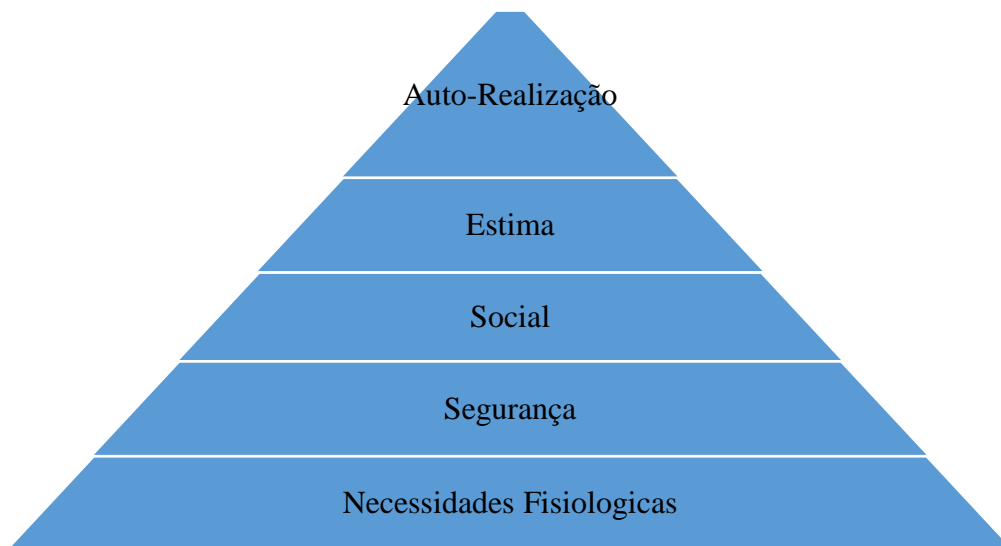 Auto-Realização
Estima
Social
Segurança
Necessidades Fisiologicas